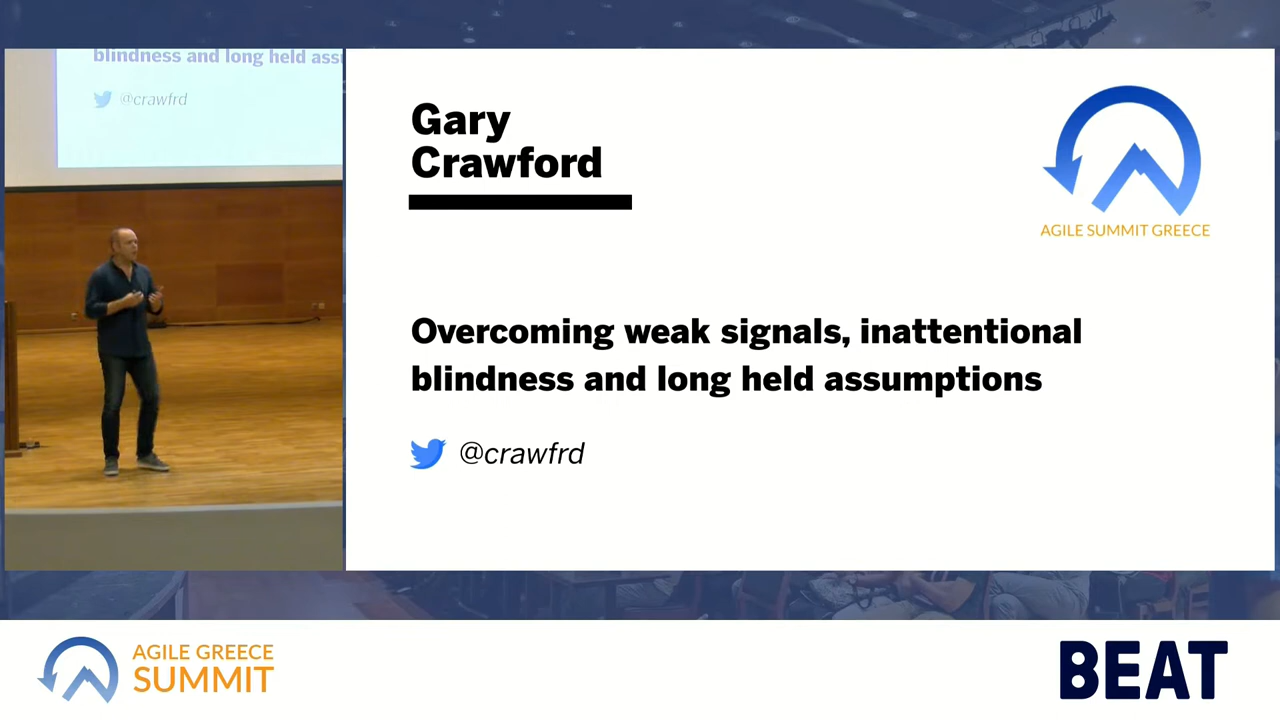 blindness and long held ass
@crawfrd
Gary
Crawford
AGILE SUMMIT GREECE
Overcoming weak signals, inattentional
blindness and long held assumptions
@crawfrd
AGILE GREECE
SUMMIT
BEAT